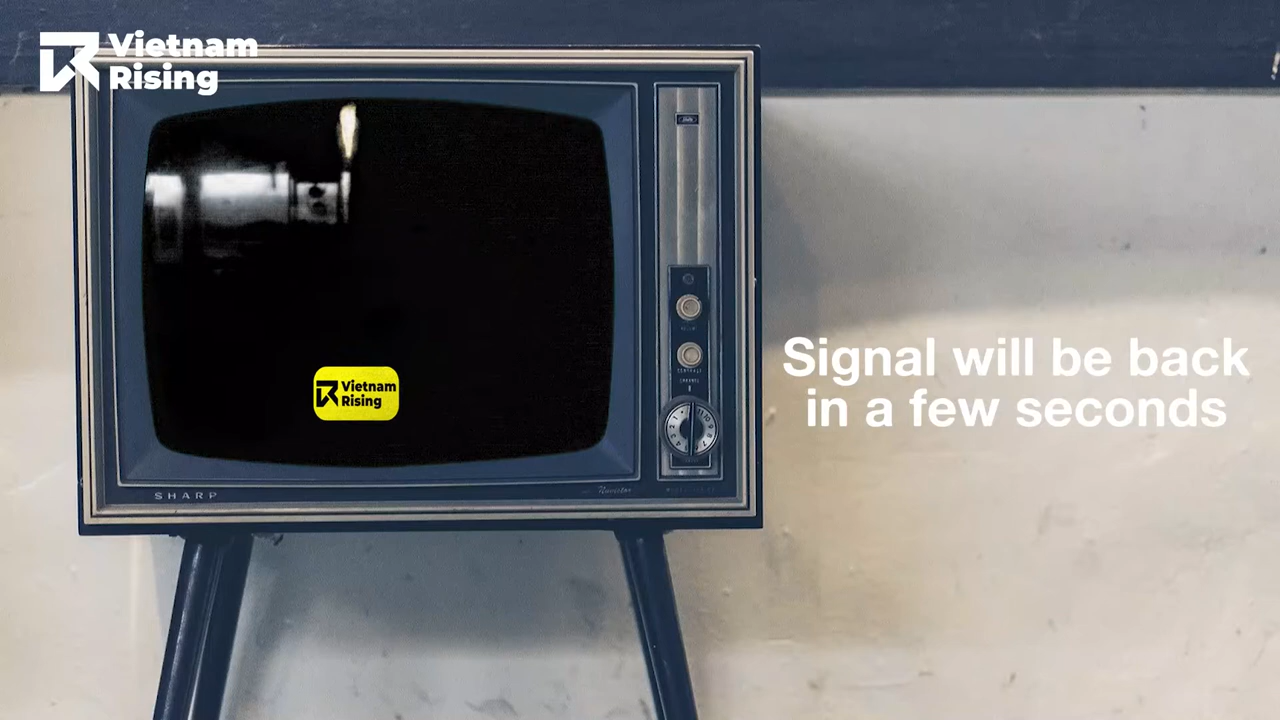 Vietnam
Rising
Signal will be back
in a few seconds
Vietnam
Rising
SHARP